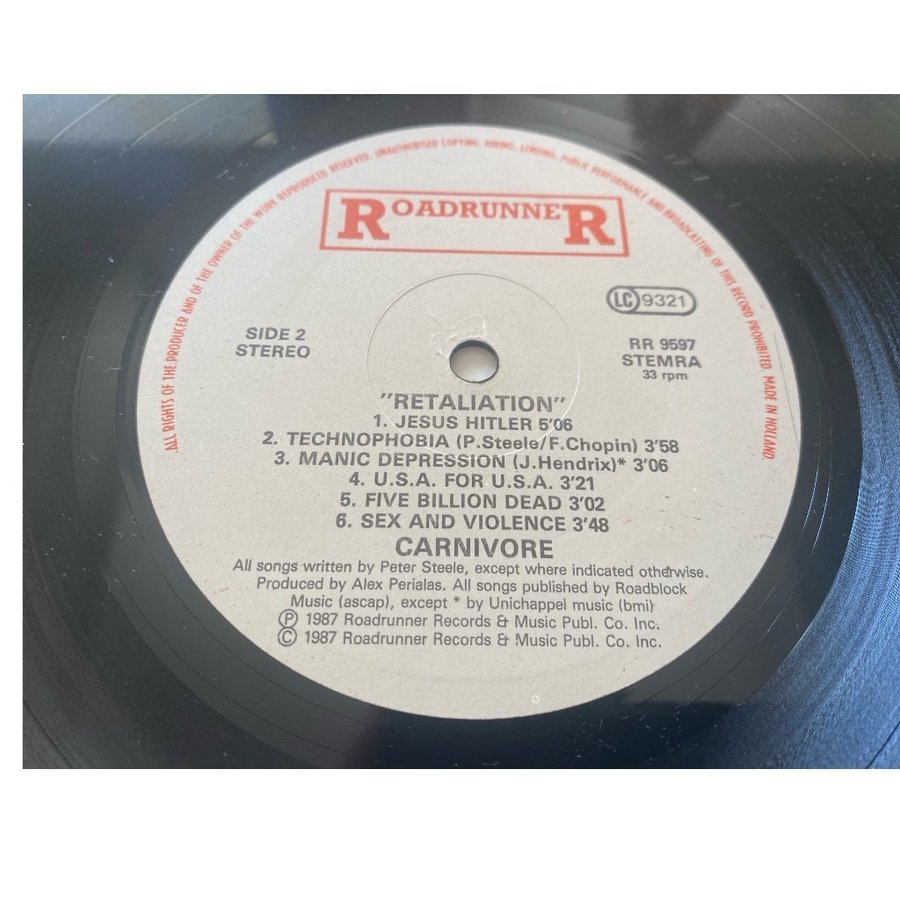 .ALL RIGHTS OF THE PRODUCER AND OF THE OWNER OF THE WORK REPRODUCED RESERVED. UNAUTHORISED COPYING, HIRING, LENDING, PUBLIC PERFORMANCE AND BROADCASTING OF THIS RECORD PROHIBITED. MADE IN HOLLAND.
ROADRUNNER
LC 9321
SIDE 2
STEREO
RR 9597
STEMRA
33 rpm
"RETALIATION"
1. JESUS HITLER 5'06
2. TECHNOPHOBIA (P.Steele/F.Chopin) 3'58
3. MANIC DEPRESSION (J.Hendrix)* 3'06
4. U.S.A. FOR U.S.A. 3'21
5. FIVE BILLION DEAD 3'02
6. SEX AND VIOLENCE 3'48
CARNIVORE
All songs written by Peter Steele, except where indicated otherwise.
Produced by Alex Perialas. All songs published by Roadblock
Music (ascap), except * by Unichappel music (bmi)
Ⓟ 1987 Roadrunner Records & Music Publ. Co. Inc.
© 1987 Roadrunner Records & Music Publ. Co. Inc.